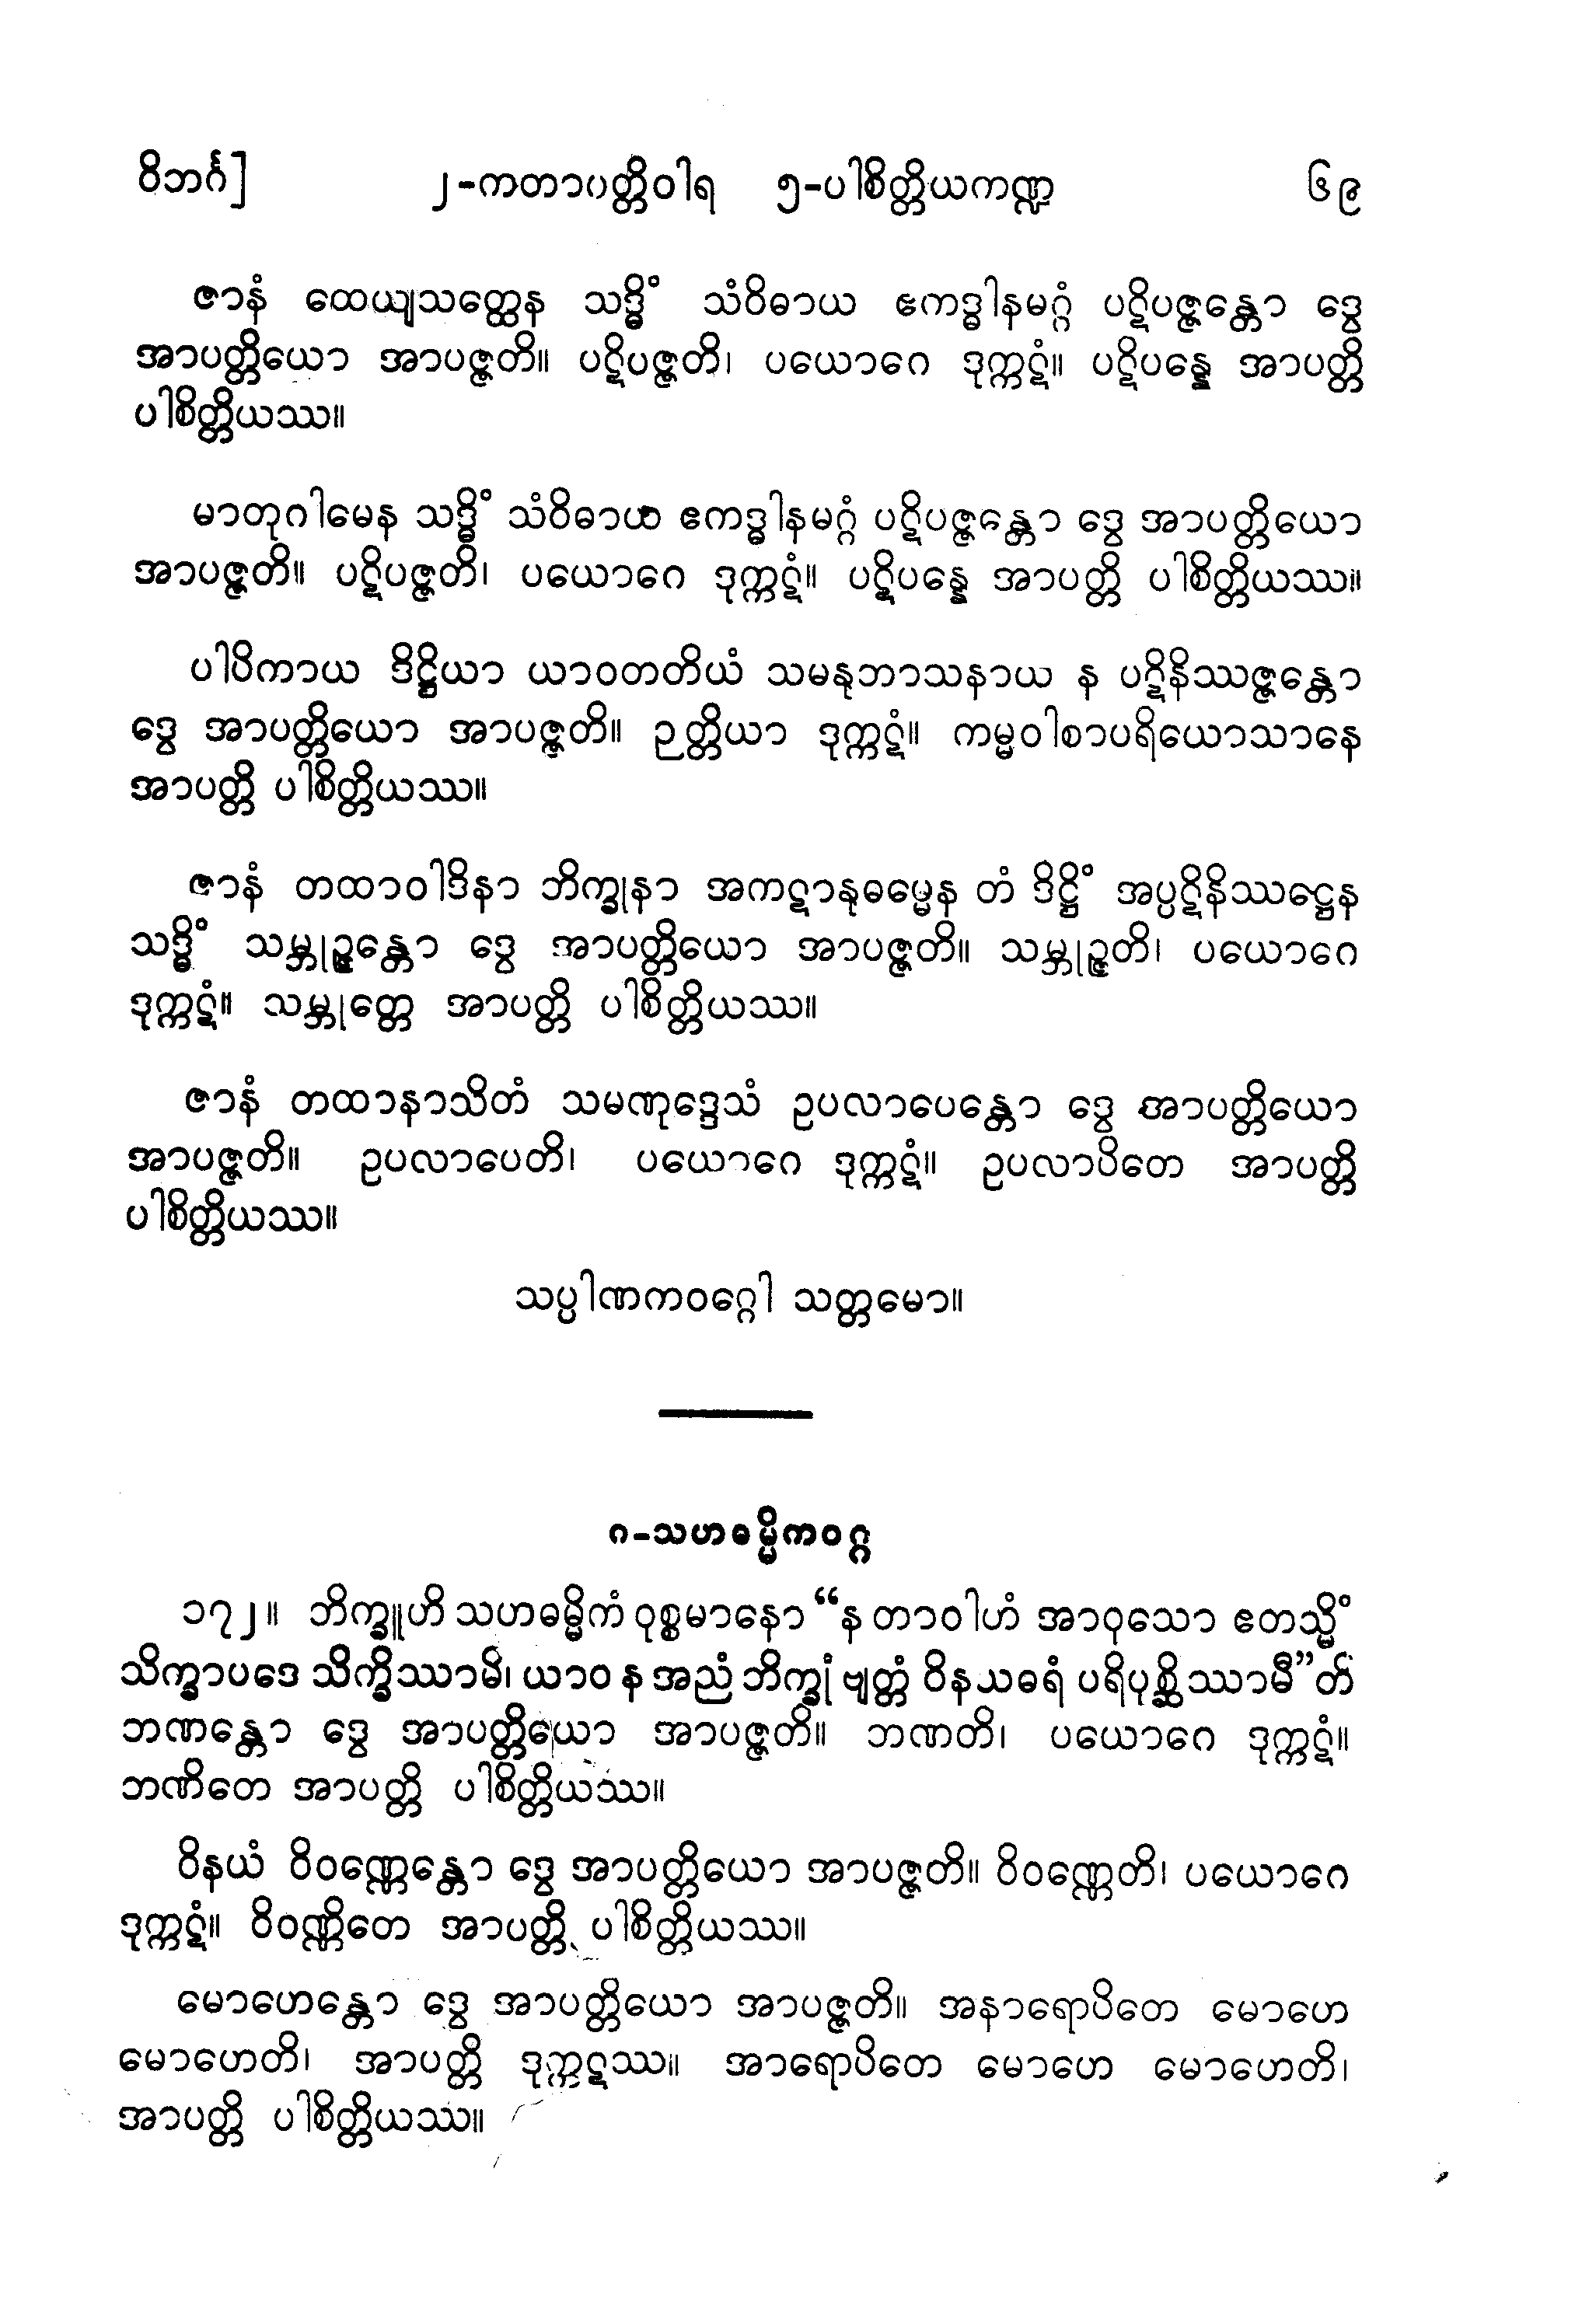 ဝိဘင်္ဂ] ၂-ကတာပတ္တိဝါရ ၅-ပါစိတ္တိယကဏ္ဍ ၆၉
ဇာနံ ထေယျသတ္ထေန သဒ္ဓိံ သံဝိဓာယ ဧကဒ္ဓါနမဂ္ဂံ ပဋိပဇ္ဇန္တော ဒွေ
အာပတ္တိယော အာပဇ္ဇတိ။ ပဋိပဇ္ဇတိ၊ ပယောဂေ ဒုက္ကဋံ။ ပဋိပန္နေ အာပတ္တိ
ပါစိတ္တိယဿ။
မာတုဂါမေန သဒ္ဓိံ သံဝိဓာယ ဧကဒ္ဓါနမဂ္ဂံ ပဋိပဇ္ဇန္တော ဒွေ အာပတ္တိယော
အာပဇ္ဇတိ။ ပဋိပဇ္ဇတိ၊ ပယောဂေ ဒုက္ကဋံ။ ပဋိပန္နေ အာပတ္တိ ပါစိတ္တိယဿ။
ပါပိကာယ ဒိဋ္ဌိယာ ယာဝတတိယံ သမနုဘာသနာယ န ပဋိနိဿဇ္ဇန္တော
ဒွေ အာပတ္တိယော အာပဇ္ဇတိ။ ဉတ္တိယာ ဒုက္ကဋံ။ ကမ္မဝါစာပရိယောသာနေ
အာပတ္တိ ပါစိတ္တိယဿ။
ဇာနံ တထာဝါဒိနာ ဘိက္ခုနာ အကဋာနုဓမ္မေန တံ ဒိဋ္ဌိံ အပ္ပဋိနိဿဋ္ဌေန
သဒ္ဓိံ သမ္ဘုဉ္ဇန္တော ဒွေ အာပတ္တိယော အာပဇ္ဇတိ။ သမ္ဘုဉ္ဇတိ၊ ပယောဂေ
ဒုက္ကဋံ။ သမ္ဘုတ္တေ အာပတ္တိ ပါစိတ္တိယဿ။
ဇာနံ တထာနာသိတံ သမဏုဒ္ဒေသံ ဥပလာပေန္တော ဒွေ အာပတ္တိယော
အာပဇ္ဇတိ။ ဥပလာပေတိ၊ ပယောဂေ ဒုက္ကဋံ။ ဥပလာပိတေ အာပတ္တိ
ပါစိတ္တိယဿ။
သပ္ပါဏကဝဂ္ဂေါ သတ္တမော။
ဂ-သဟဓမ္မိကဝဂ္ဂ
၁၇၂။ ဘိက္ခူဟိ သဟဓမ္မိကံ ဝုစ္စမာနော “န တာဝါဟံ အာဝုသော ဧတသ္မိံ
သိက္ခာပဒေ သိက္ခိဿာမိ၊ ယာဝ န အညံ ဘိက္ခုံ ဗျတ္တံ ဝိနယဓရံ ပရိပုစ္ဆိဿာမီ”တိ
ဘဏန္တော ဒွေ အာပတ္တိယော အာပဇ္ဇတိ။ ဘဏတိ၊ ပယောဂေ ဒုက္ကဋံ။
ဘဏိတေ အာပတ္တိ ပါစိတ္တိယဿ။
ဝိနယံ ဝိဝဏ္ဏေန္တော ဒွေ အာပတ္တိယော အာပဇ္ဇတိ။ ဝိဝဏ္ဏေတိ၊ ပယောဂေ
ဒုက္ကဋံ။ ဝိဝဏ္ဏိတေ အာပတ္တိ ပါစိတ္တိယဿ။
မောဟေန္တော ဒွေ အာပတ္တိယော အာပဇ္ဇတိ။ အနာရောပိတေ မောဟေ
မောဟေတိ၊ အာပတ္တိ ဒုက္ကဋဿ။ အာရောပိတေ မောဟေ မောဟေတိ၊
အာပတ္တိ ပါစိတ္တိယဿ။